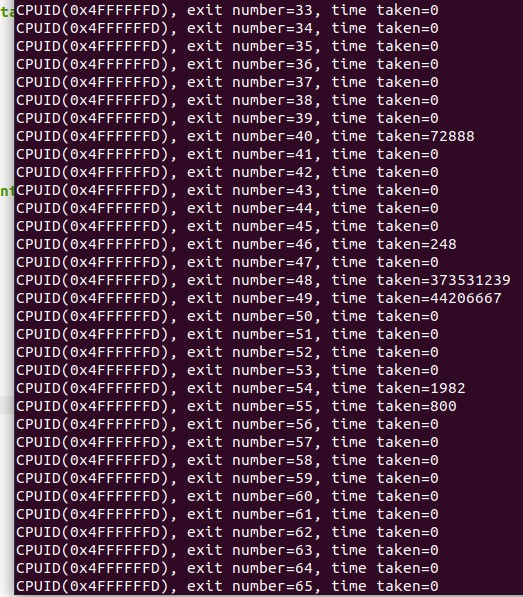 ta
CPUID(0x4FFFFFFD), exit number=33, time taken=0
CPUID(0x4FFFFFFD), exit number=34, time taken=0
CPUID(0x4FFFFFFD), exit number=35, time taken=0
CPUID(0x4FFFFFFD), exit number=36, time taken=0
CPUID(0x4FFFFFFD), exit number=37, time taken=0
CPUID(0x4FFFFFFD), exit number=38, time taken=0
CPUID(0x4FFFFFFD), exit number=39, time taken=0
CPUID(0x4FFFFFFD), exit number=40, time taken=72888
CPUID(0x4FFFFFFD), exit number=41, time taken=0
CPUID(0x4FFFFFFD), exit number=42, time taken=0
nt
CPUID(0x4FFFFFFD), exit number=43, time taken=0
CPUID(0x4FFFFFFD), exit number=44, time taken=0
CPUID(0x4FFFFFFD), exit number=45, time taken=0
CPUID(0x4FFFFFFD), exit number=46, time taken=248
CPUID(0x4FFFFFFD), exit number=47, time taken=0
CPUID(0x4FFFFFFD), exit number=48, time taken=373531239
CPUID(0x4FFFFFFD), exit number=49, time taken=44206667
CPUID(0x4FFFFFFD), exit number=50, time taken=0
CPUID(0x4FFFFFFD), exit number=51, time taken=0
CPUID(0x4FFFFFFD), exit number=52, time taken=0
CPUID(0x4FFFFFFD), exit number=53, time taken=0
CPUID(0x4FFFFFFD), exit number=54, time taken=1982
CPUID(0x4FFFFFFD), exit number=55, time taken=800
CPUID(0x4FFFFFFD), exit number=56, time taken=0
CPUID(0x4FFFFFFD), exit number=57, time taken=0
CPUID(0x4FFFFFFD), exit number=58, time taken=0
CPUID(0x4FFFFFFD), exit number=59, time taken=0
CPUID(0x4FFFFFFD), exit number=60, time taken=0
CPUID(0x4FFFFFFD), exit number=61, time taken=0
CPUID(0x4FFFFFFD), exit number=62, time taken=0
CPUID(0x4FFFFFFD), exit number=63, time taken=0
CPUID(0x4FFFFFFD), exit number=64, time taken=0
CPUID(0x4FFFFFFD), exit number=65, time taken=0